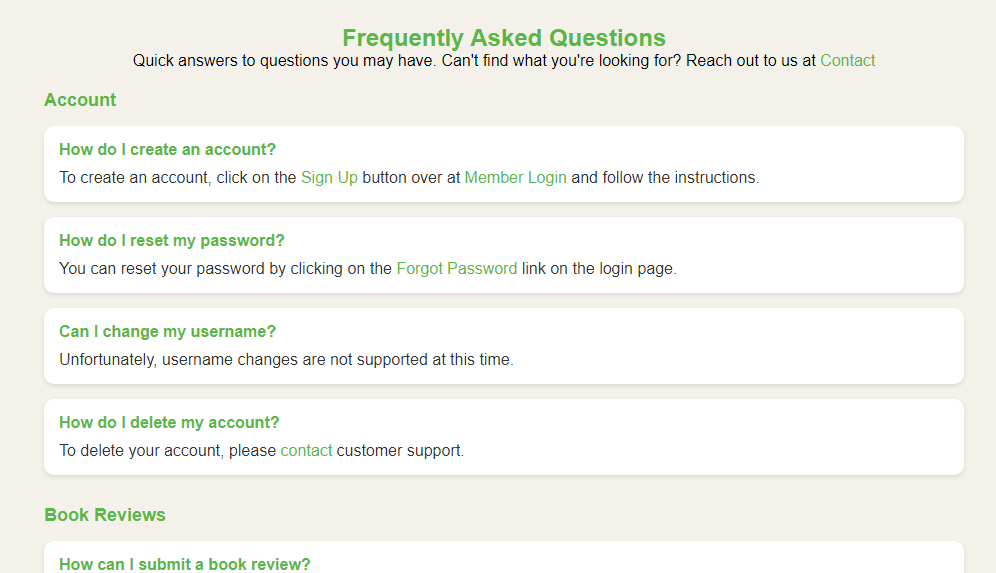 Frequently Asked Questions
Quick answers to questions you may have. Can't find what you're looking for? Reach out to us at Contact
Account
How do I create an account?
To create an account, click on the Sign Up button over at Member Login and follow the instructions.
How do I reset my password?
You can reset your password by clicking on the Forgot Password link on the login page.
Can I change my username?
Unfortunately, username changes are not supported at this time.
How do I delete my account?
To delete your account, please contact customer support.
Book Reviews
How can I submit a book review?